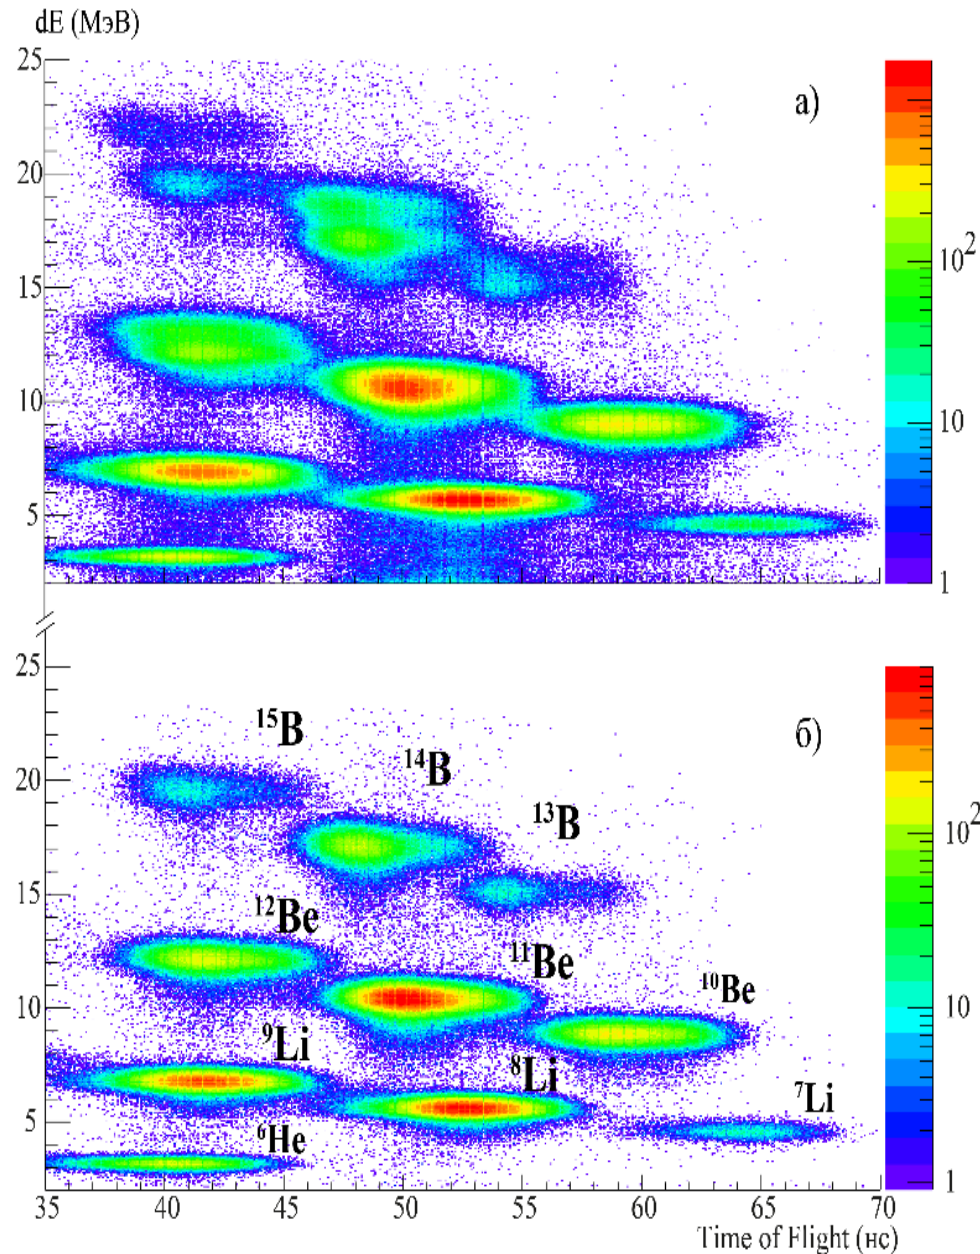 dE (МэВ)
25
20
15
10
5
а)
10²
10
1
70
25
20
15
10
5
б)
¹⁵B
¹⁴B
¹³B
¹²Be
¹¹Be
¹⁰Be
⁹Li
⁸Li
⁷Li
⁶He
10²
10
1
35 40 45 50 55 60 65 70
Time of Flight (нс)